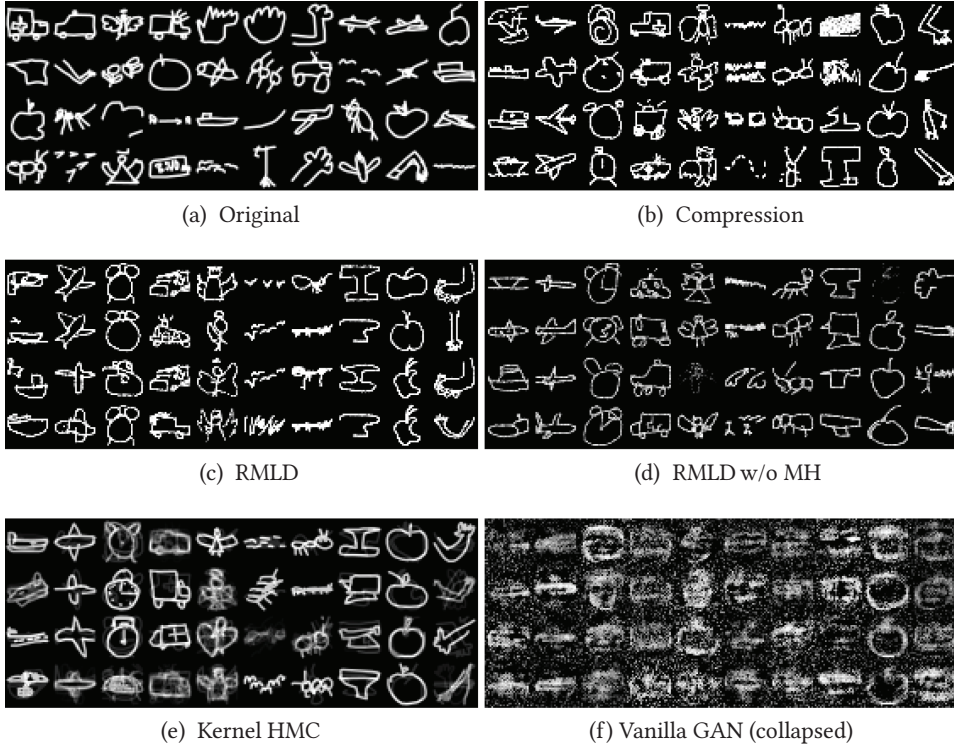 (a) Original
(b) Compression
(c) RMLD
(d) RMLD w/o MH
(e) Kernel HMC
(f) Vanilla GAN (collapsed)